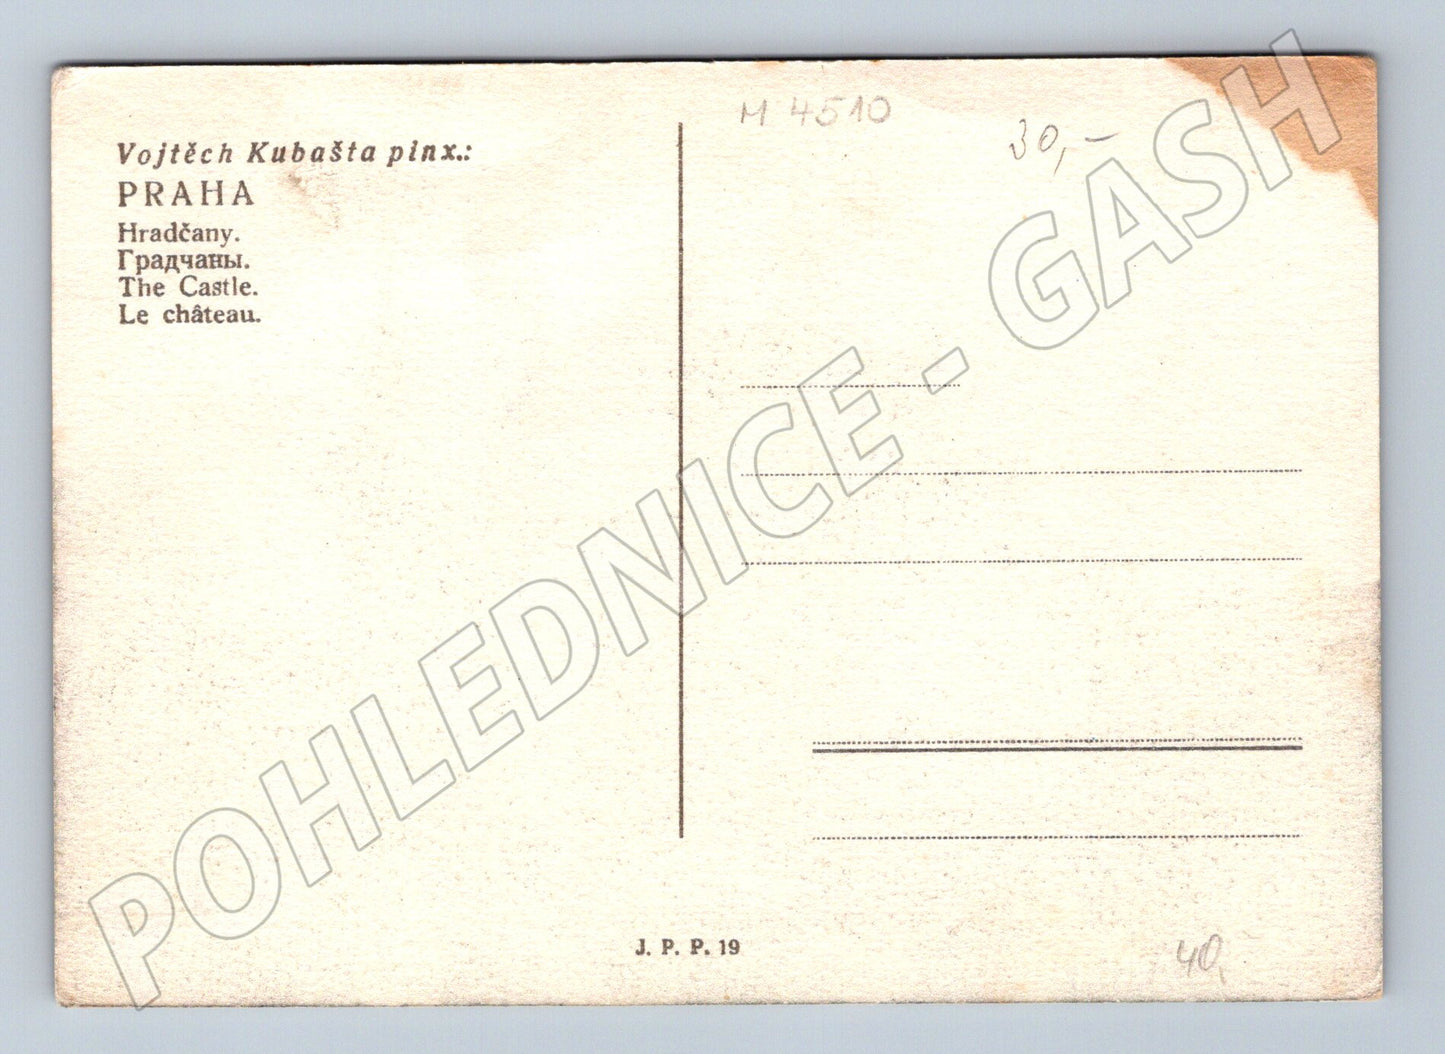 Vojtěch Kubašta pinx.:
PRAHA
Hradčany.
Градчаны.
The Castle.
Le château.
M 4510
30,-
POHLEDNICE - GASH
J. P. P. 19
40,